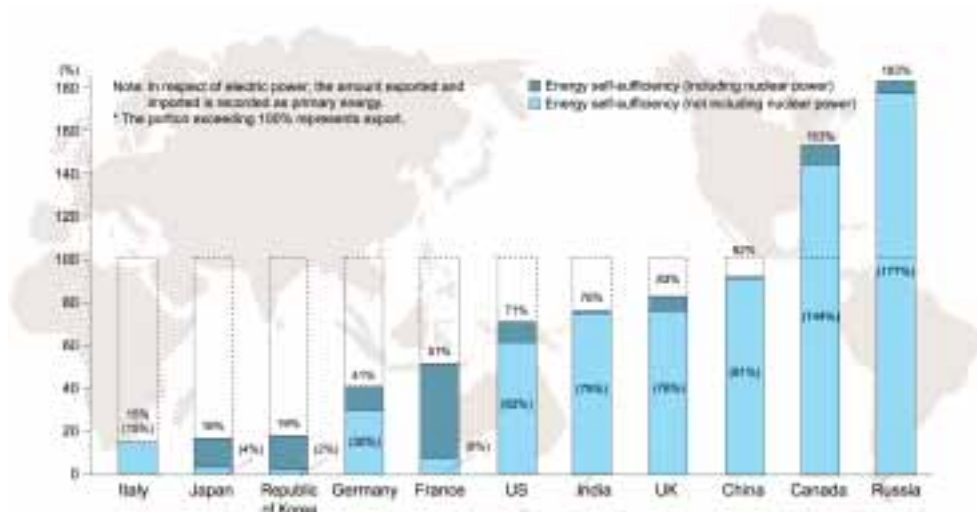 (%)
Note: In respect of electric power, the amount exported and
imported is recorded as primary energy.
* The portion exceeding 100% represents export.
Energy self-sufficiency (including nuclear power)
Energy self-sufficiency (not including nuclear power)
180
160
140
120
100
80
60
40
20
0
15%
(15%)
16%
(4%)
(2%)
41%
(30%)
51%
71%
(62%)
76%
83%
92%
(91%)
153%
(144%)
183%
(177%)
Italy
Japan
Republic
of Korea
Germany
France
US
India
UK
China
Canada
Russia